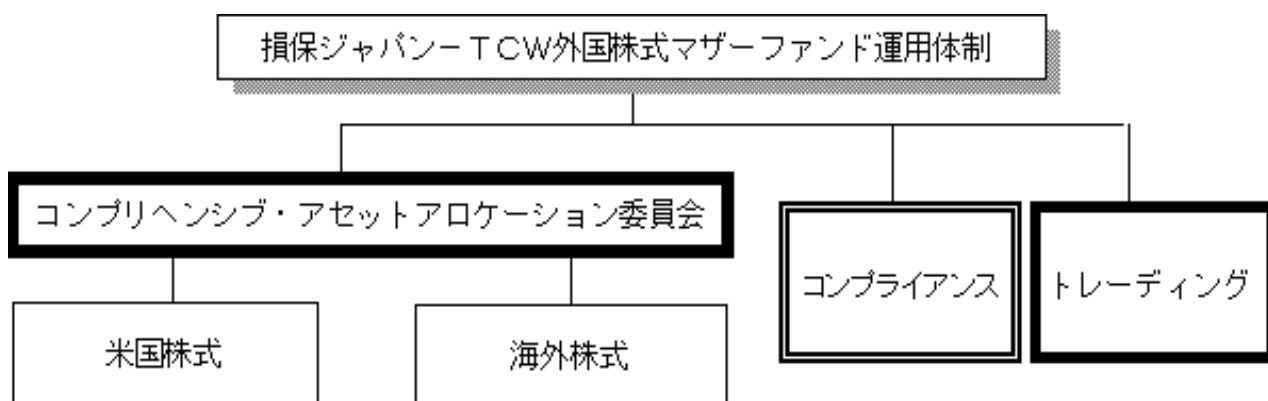 損保ジャパン－ＴＣＷ外国株式マザーファンド運用体制
コンプリヘンシブ・アセットアロケーション委員会
コンプライアンス
トレーディング
米国株式
海外株式